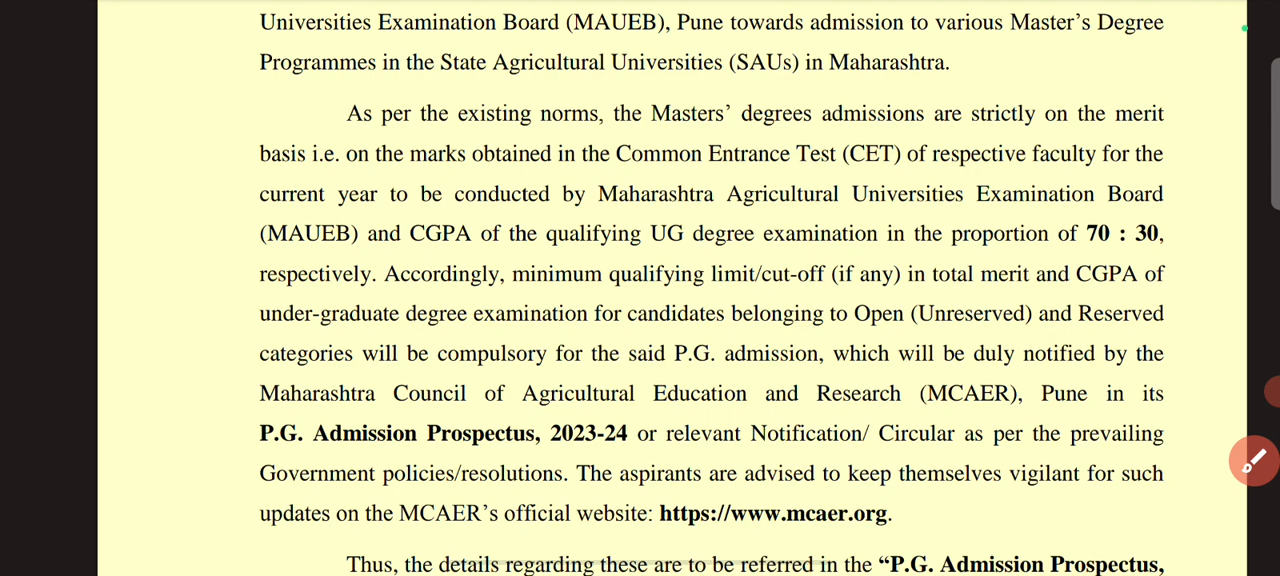 Universities Examination Board (MAUEB), Pune towards admission to various Master’s Degree
Programmes in the State Agricultural Universities (SAUs) in Maharashtra.
As per the existing norms, the Masters’ degrees admissions are strictly on the merit
basis i.e. on the marks obtained in the Common Entrance Test (CET) of respective faculty for the
current year to be conducted by Maharashtra Agricultural Universities Examination Board
(MAUEB) and CGPA of the qualifying UG degree examination in the proportion of 70 : 30,
respectively. Accordingly, minimum qualifying limit/cut-off (if any) in total merit and CGPA of
under-graduate degree examination for candidates belonging to Open (Unreserved) and Reserved
categories will be compulsory for the said P.G. admission, which will be duly notified by the
Maharashtra Council of Agricultural Education and Research (MCAER), Pune in its
P.G. Admission Prospectus, 2023-24 or relevant Notification/ Circular as per the prevailing
Government policies/resolutions. The aspirants are advised to keep themselves vigilant for such
updates on the MCAER’s official website: https://www.mcaer.org.
Thus, the details regarding these are to be referred in the “P.G. Admission Prospectus,